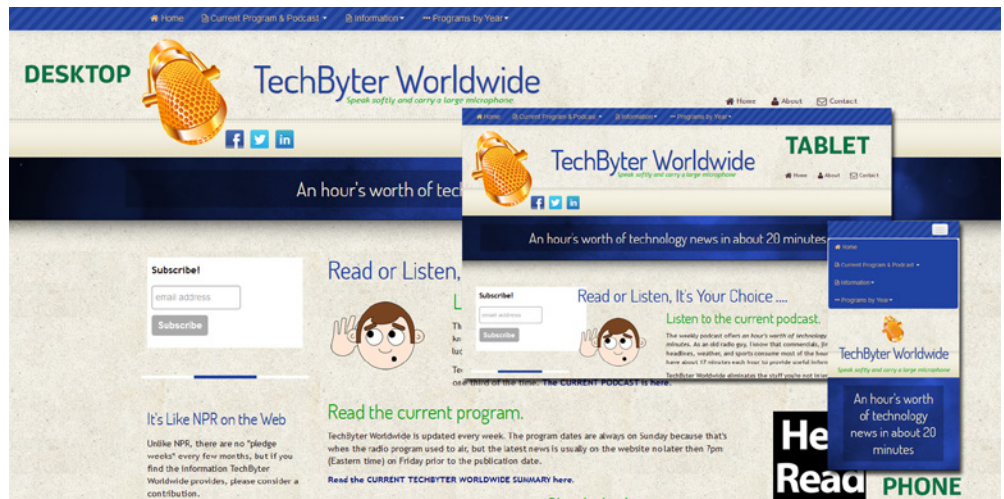 Home Current Program & Podcast Information Programs by Year
DESKTOP
TechByter Worldwide
Speak softly and carry a large microphone
Home About Contact
An hour's worth of tec
Subscribe!
email address
Subscribe
Read or Listen,
L
Th
lu
Te
one third of the time. The CURRENT PODCAST is here.
It's Like NPR on the Web
Unlike NPR, there are no "pledge
weeks" every few months, but if you
find the information TechByter
Worldwide provides, please consider a
contribution.
Read the current program.
TechByter Worldwide is updated every week. The program dates are always on Sunday because that's
when the radio program used to air, but the latest news is usually on the website no later then 7pm
(Eastern time) on Friday prior to the publication date.
Read the CURRENT TECHBYTER WORLDWIDE SUMMARY here.
He
Read
Home Current Program & Podcast Information Programs by Year
TABLET
TechByter Worldwide
Speak softly and carry a large microphone
Home About Contact
An hour's worth of technology news in about 20 minutes
Subscribe!
email address
Subscribe
Read or Listen, It's Your Choice ....
Listen to the current podcast.
The weekly podcast offers an hour's worth of technology
minutes. As an old radio guy, I know that commercials, jin
headlines, weather, and sports consume most of the hour
here about 17 minutes each hour to provide useful inform
TechByter Worldwide eliminates the stuff you're not inter
Home
Current Program & Podcast
Information
Programs by Year
TechByter Worldwide
Speak softly and carry a large microphone
An hour's worth
of technology
news in about 20
minutes
PHONE